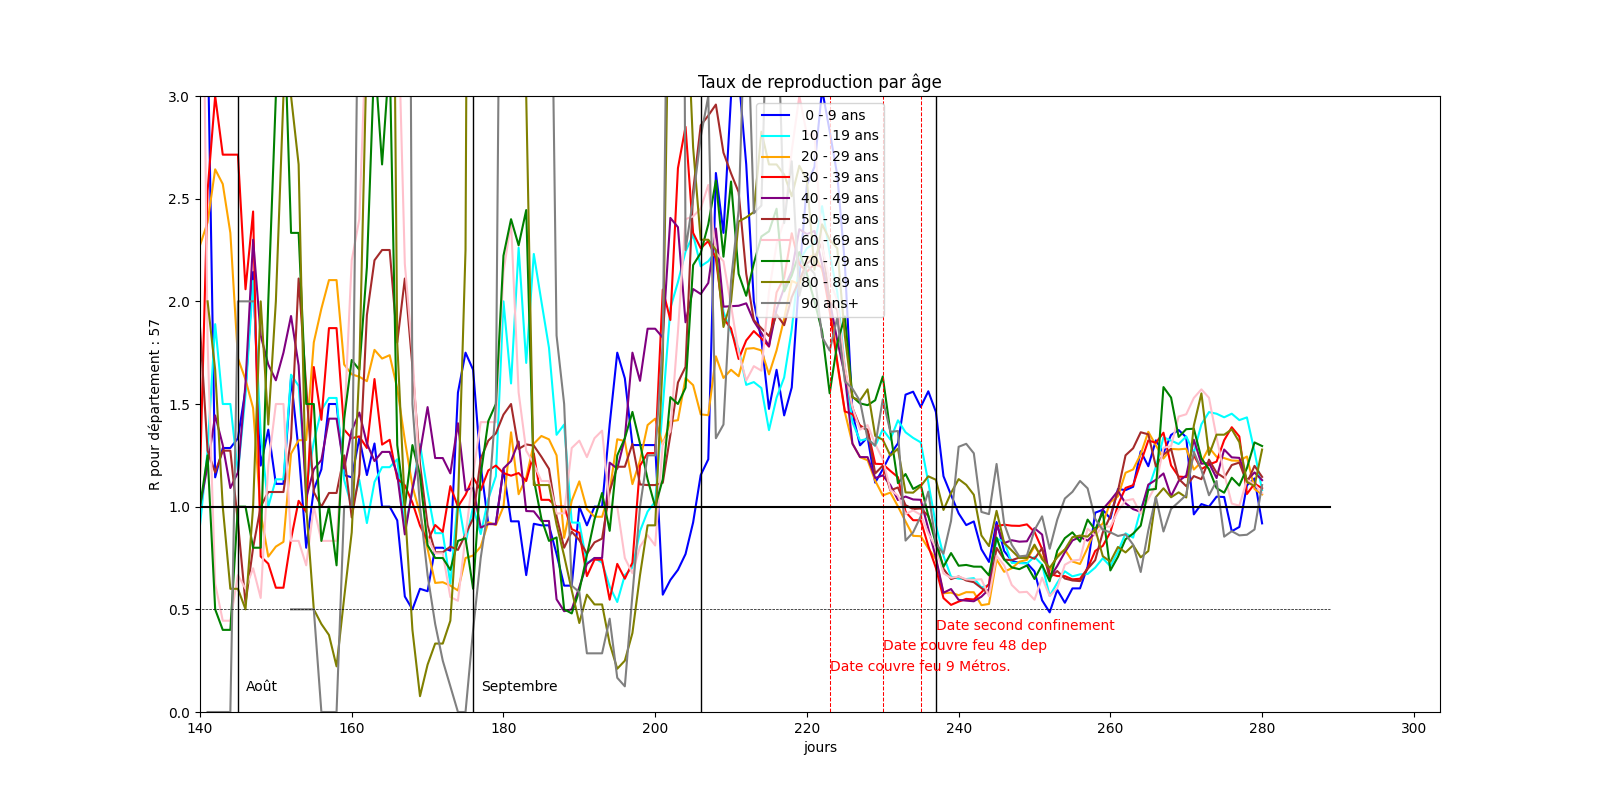 Taux de reproduction par âge
R pour département : 57
3.0
2.5
2.0
1.5
1.0
0.5
0.0
0 - 9 ans
10 - 19 ans
20 - 29 ans
30 - 39 ans
40 - 49 ans
50 - 59 ans
60 - 69 ans
70 - 79 ans
80 - 89 ans
90 ans+
Date second confinement
Date couvre feu 48 dep
Date couvre feu 9 Métros.
Août
Septembre
140 160 180 200 220 240 260 280 300
jours